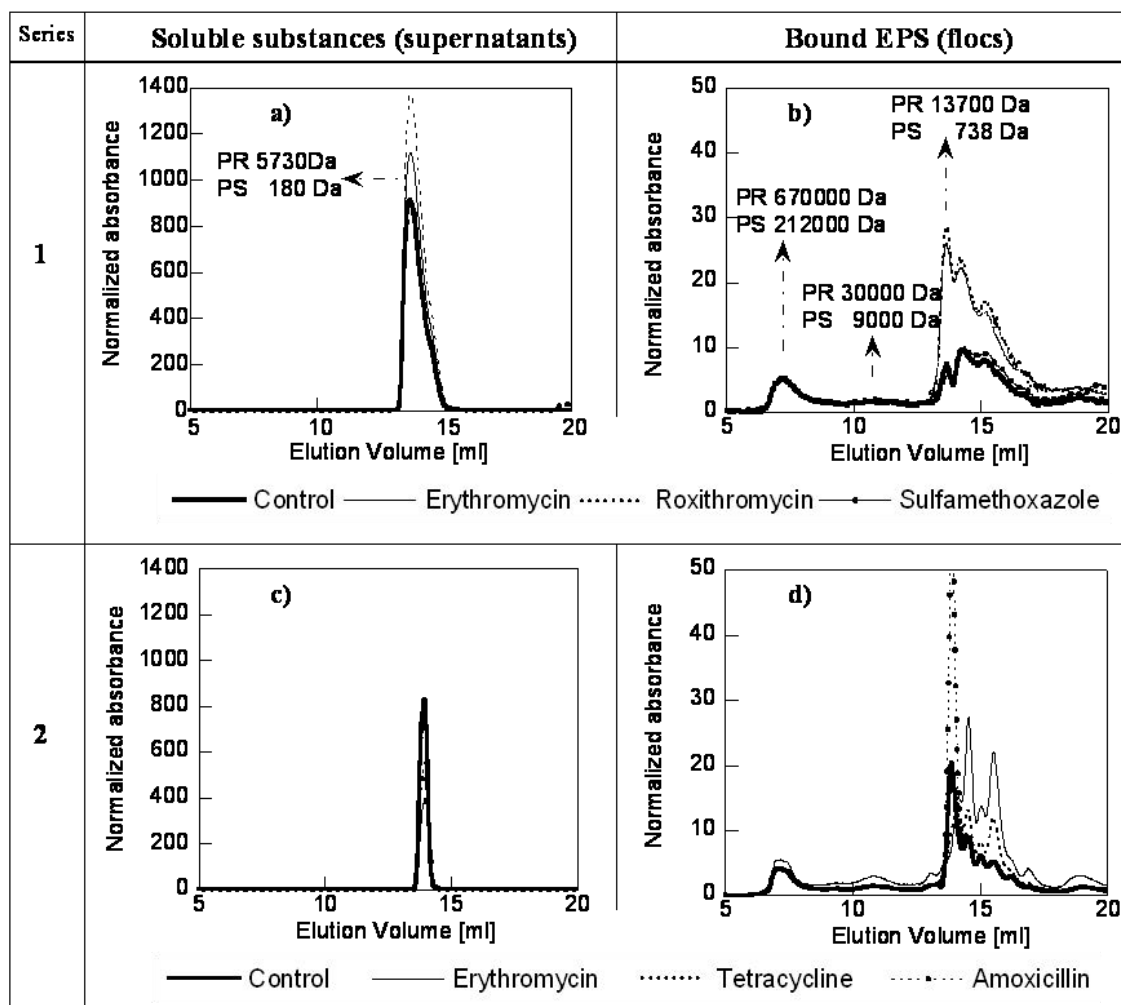 Series Soluble substances (supernatants) Bound EPS (flocs)
1
a)
1400
1200
1000
800
600
400
200
0
Normalized absorbance
PR 5730Da
PS 180 Da
5 10 15 20
Elution Volume [ml]
b)
50
40
30
20
10
0
Normalized absorbance
PR 13700 Da
PS 738 Da
PR 670000 Da
PS 212000 Da
PR 30000 Da
PS 9000 Da
5 10 15 20
Elution Volume [ml]
Control Erythromycin Roxithromycin Sulfamethoxazole
2
c)
1400
1200
1000
800
600
400
200
0
Normalized absorbance
5 10 15 20
Elution Volume [ml]
d)
50
40
30
20
10
0
Normalized absorbance
5 10 15 20
Elution Volume [ml]
Control Erythromycin Tetracycline Amoxicillin